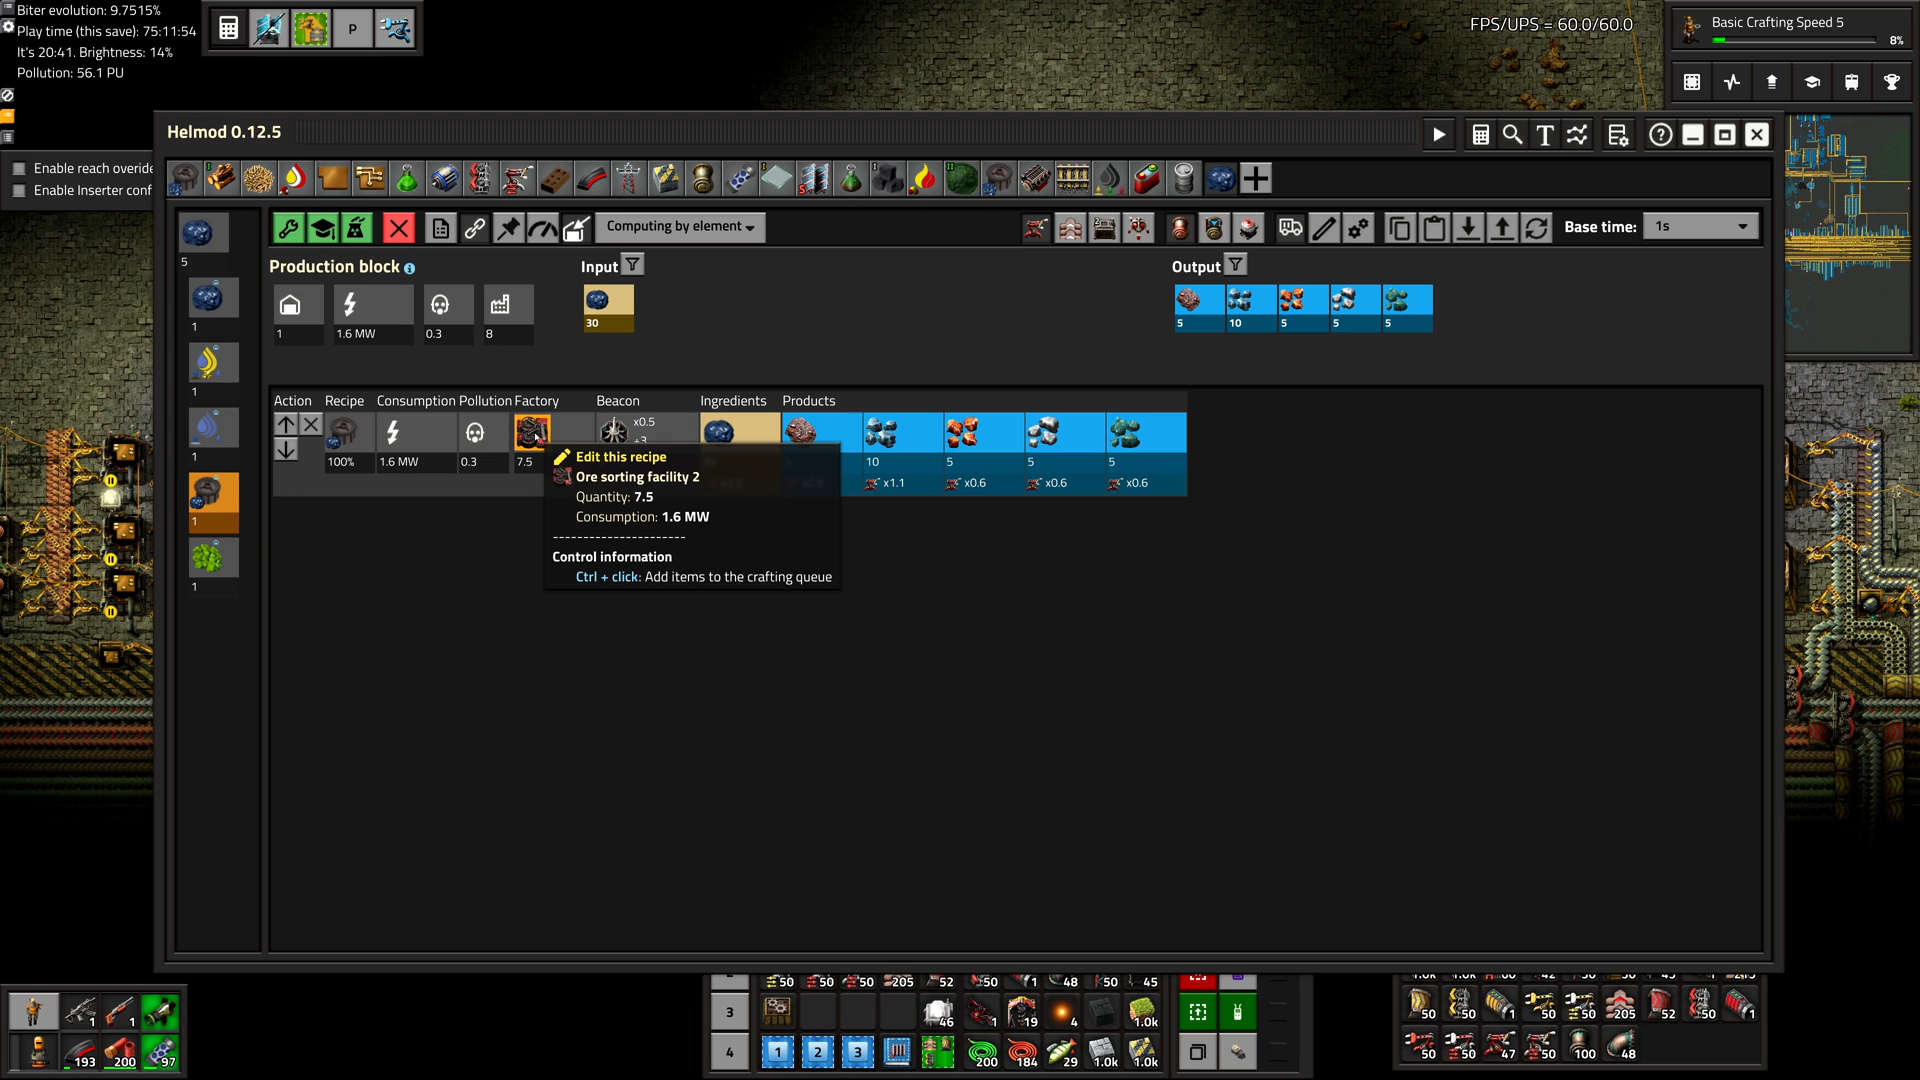 Biter evolution: 9.7515%
Play time (this save): 75:11:54
It's 20:41. Brightness: 14%
Pollution: 56.1 PU
P
FPS/UPS = 60.0/60.0
Basic Crafting Speed 5
8%
Enable reach overide
Enable Inserter conf
Helmod 0.12.5
Computing by element
Base time: 1s
5
1
1
1
1
1
Production block
Input
Output
1
1.6 MW
0.3
8
30
5 10 5 5 5
Action Recipe Consumption Pollution Factory Beacon Ingredients Products
x0.5
+3
100% 1.6 MW 0.3 7.5
10 5 5 5
x1.1 x0.6 x0.6 x0.6
Edit this recipe
Ore sorting facility 2
Quantity: 7.5
Consumption: 1.6 MW
----------------------
Control information
Ctrl + click: Add items to the crafting queue
50 50 50 205 52 50 1 48 50 45
3
46 1 19 4 1.0k
4
1 2 3
200 184 29 1.0k 1.0k
1 1
193 200 97
50 50 1 50 50 205 52 50 1
50 50 47 50 100 48